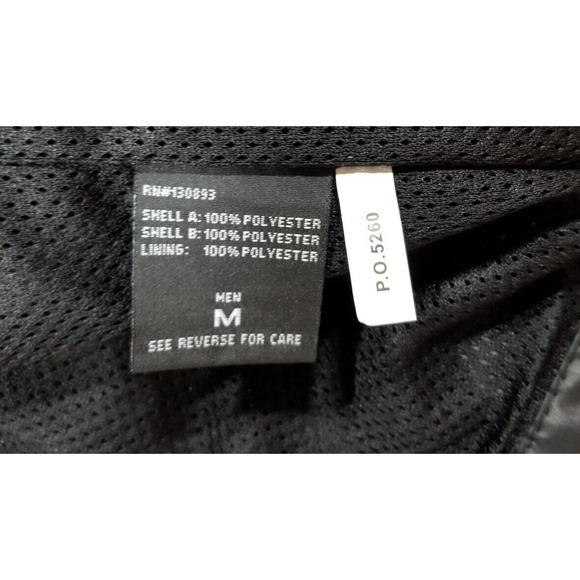 RN#130893
SHELL A: 100% POLYESTER
SHELL B: 100% POLYESTER
LINING: 100% POLYESTER
MEN
M
SEE REVERSE FOR CARE
P.O.5260